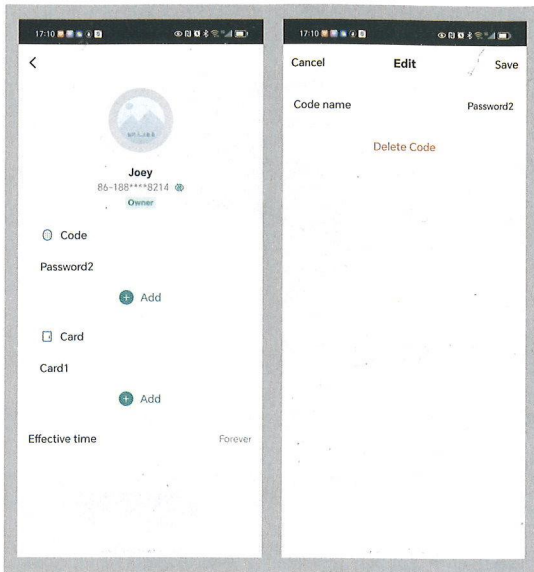 17:10
Joey
86-188****8214
Owner
Code
Password2
Add
Card
Card1
Add
Effective time Forever
17:10
Cancel Edit Save
Code name Password2
Delete Code